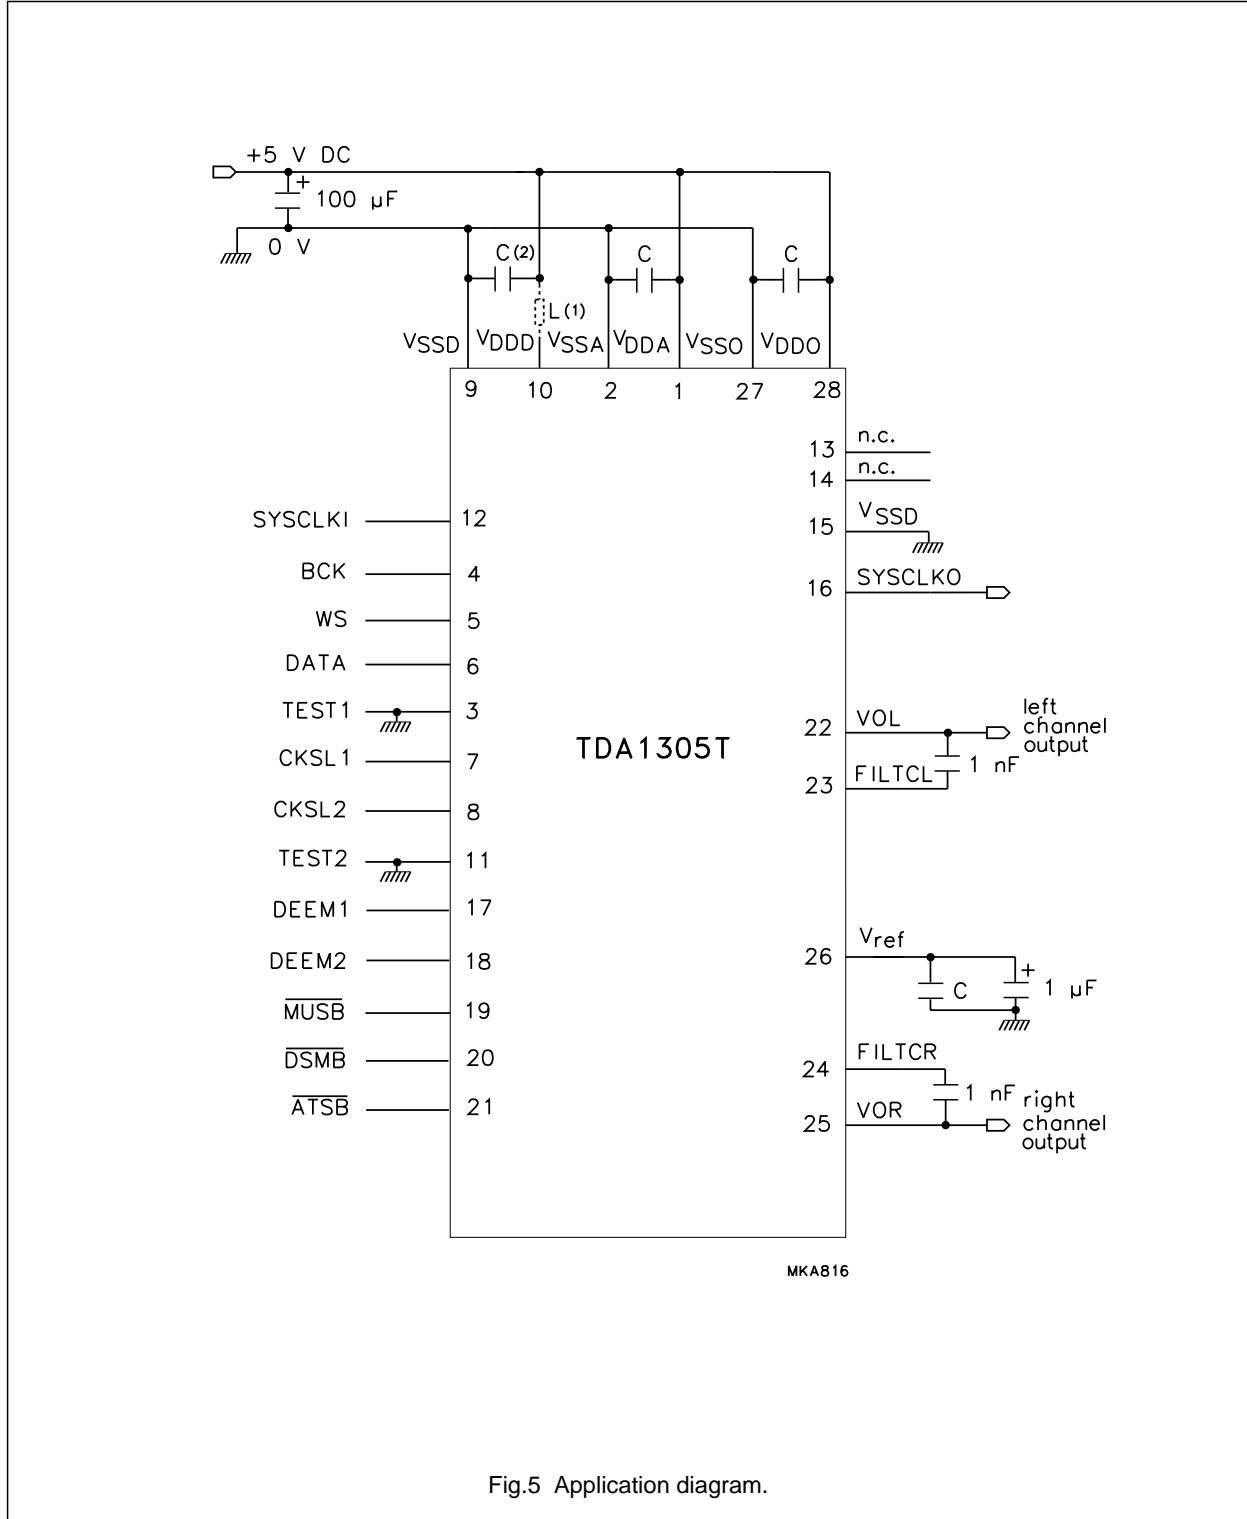 +5 V DC
+
100 µF
0 V
C(2)
C
C
L(1)
VSSD
VDDD
VSSA
VDDA
VSSO
VDDO
9
10
2
1
27
28
13
n.c.
14
n.c.
15
VSSD
SYSCLKI
12
16
SYSCLKO
BCK
4
WS
5
DATA
6
TEST1
3
22
VOL
left
channel
output
TDA1305T
1 nF
CKSL1
7
23
FILTCL
CKSL2
8
TEST2
11
DEEM1
17
26
Vref
DEEM2
18
+
C
1 µF
MUSB
19
DSMB
20
24
FILTCR
ATSB
21
1 nF
25
VOR
right
channel
output
MKA816
Fig.5 Application diagram.